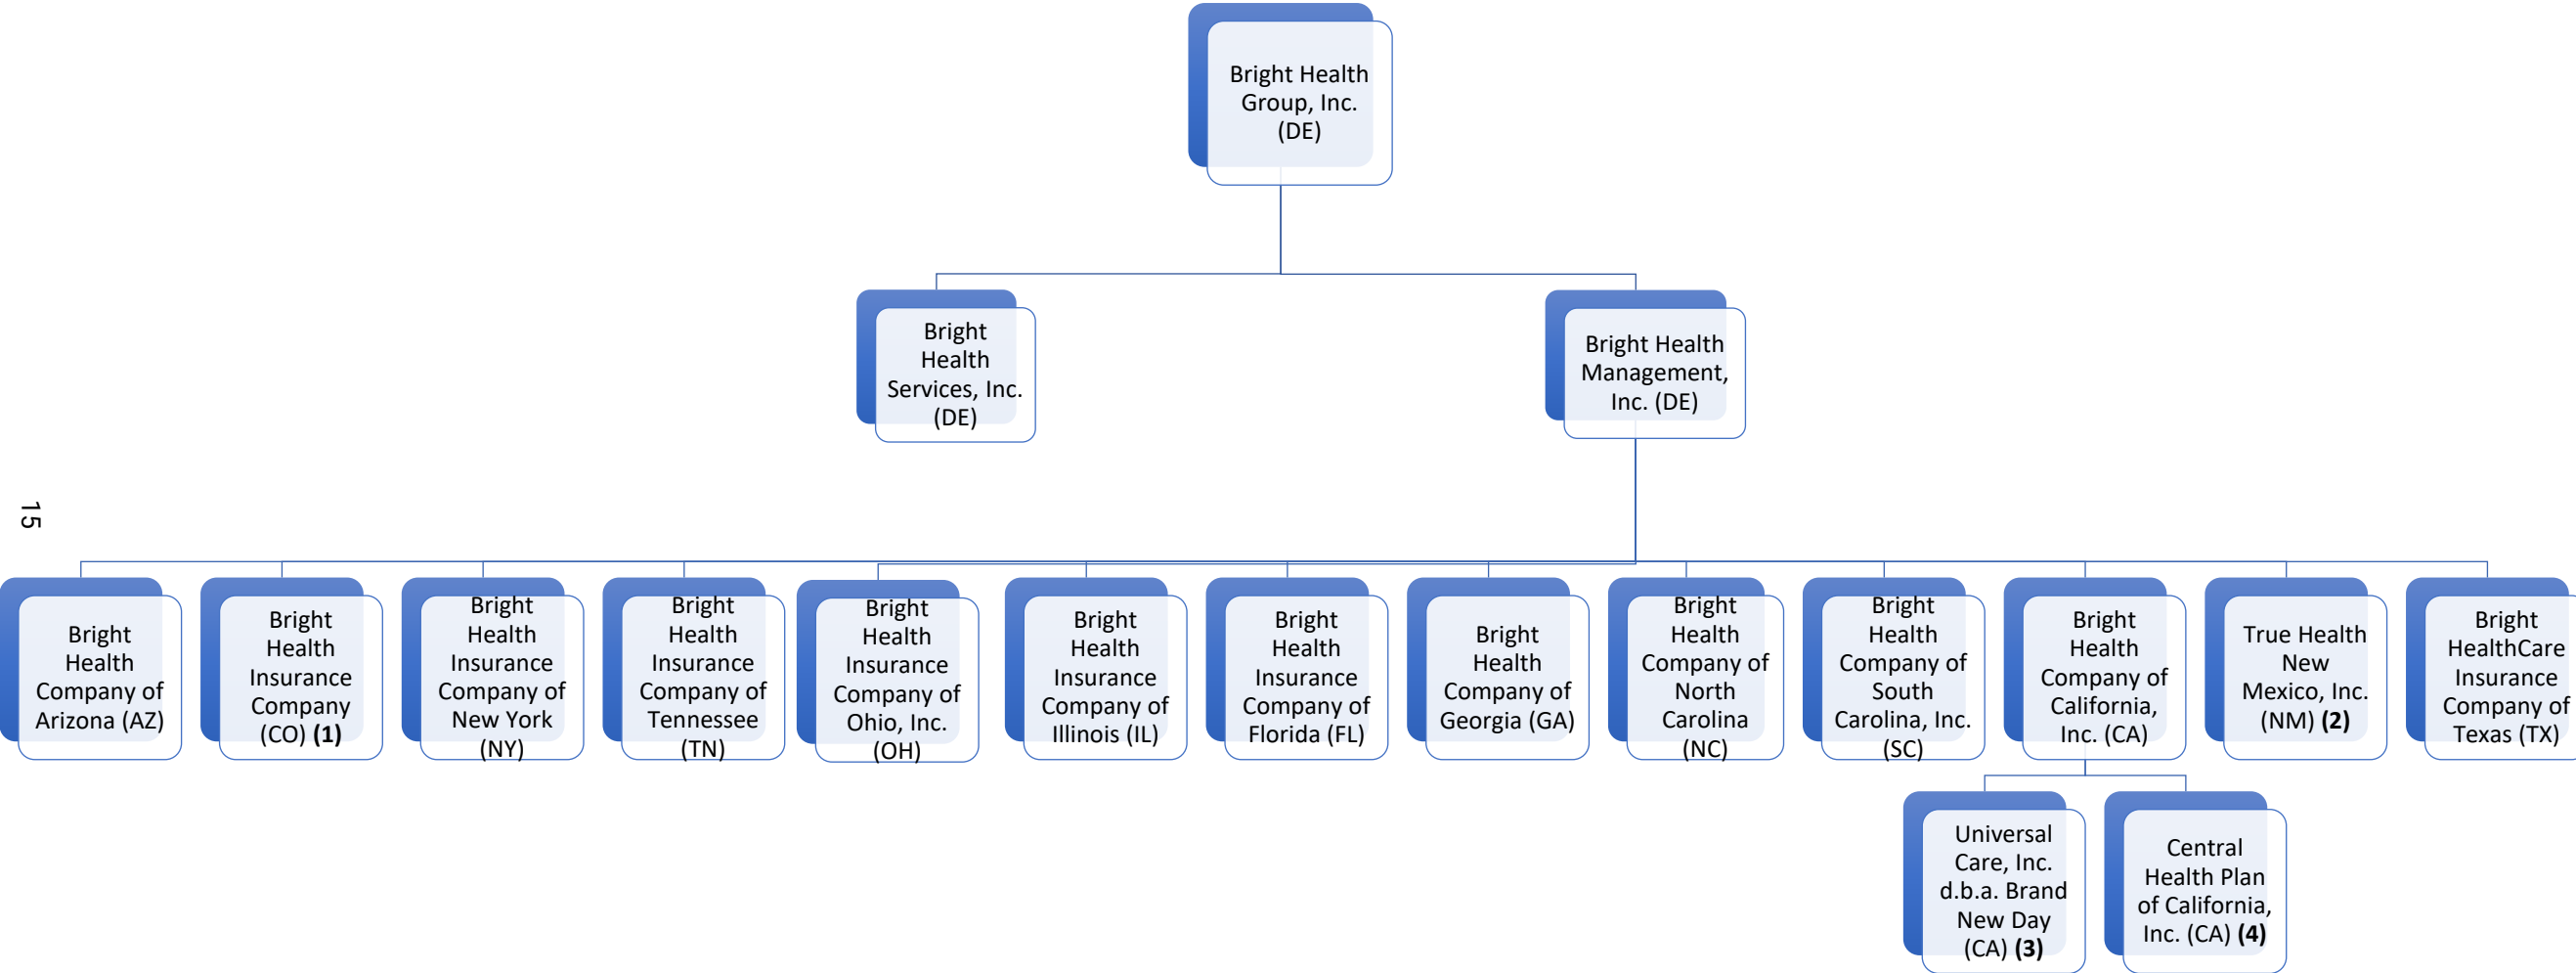 Bright Health
Group, Inc.
(DE)
Bright
Health
Services, Inc.
(DE)
Bright Health
Management,
Inc. (DE)
15
Bright
Health
Company of
Arizona (AZ)
Bright
Health
Insurance
Company
(CO) (1)
Bright
Health
Insurance
Company of
New York
(NY)
Bright
Health
Insurance
Company of
Tennessee
(TN)
Bright
Health
Insurance
Company of
Ohio, Inc.
(OH)
Bright
Health
Insurance
Company of
Illinois (IL)
Bright
Health
Insurance
Company of
Florida (FL)
Bright
Health
Company of
Georgia (GA)
Bright
Health
Company of
North
Carolina
(NC)
Bright
Health
Company of
South
Carolina, Inc.
(SC)
Bright
Health
Company of
California,
Inc. (CA)
True Health
New
Mexico, Inc.
(NM) (2)
Bright
HealthCare
Insurance
Company of
Texas (TX)
Universal
Care, Inc.
d.b.a. Brand
New Day
(CA) (3)
Central
Health Plan
of California,
Inc. (CA) (4)